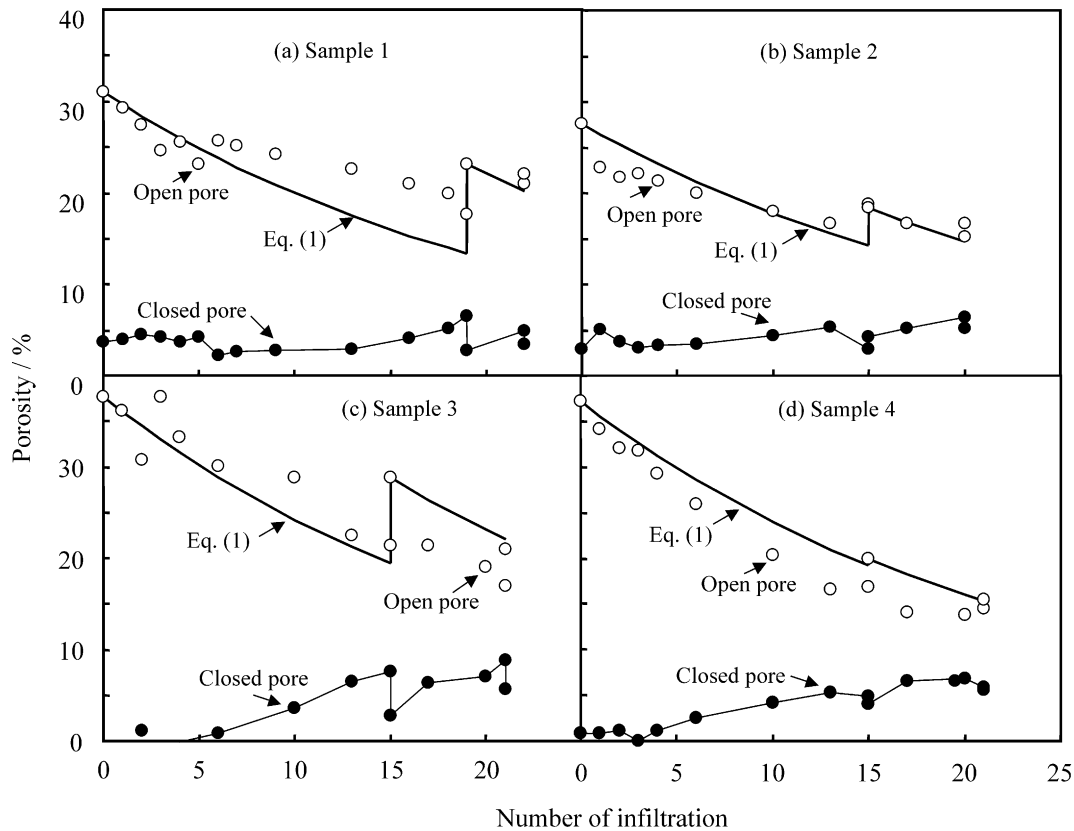 40
30
20
10
0
(a) Sample 1
Open pore
Eq. (1)
Closed pore
(b) Sample 2
Open pore
Eq. (1)
Closed pore
Porosity / %
30
20
10
0
(c) Sample 3
Eq. (1)
Open pore
Closed pore
(d) Sample 4
Eq. (1)
Open pore
Closed pore
0 5 10 15 20
5 10 15 20 25
Number of infiltration